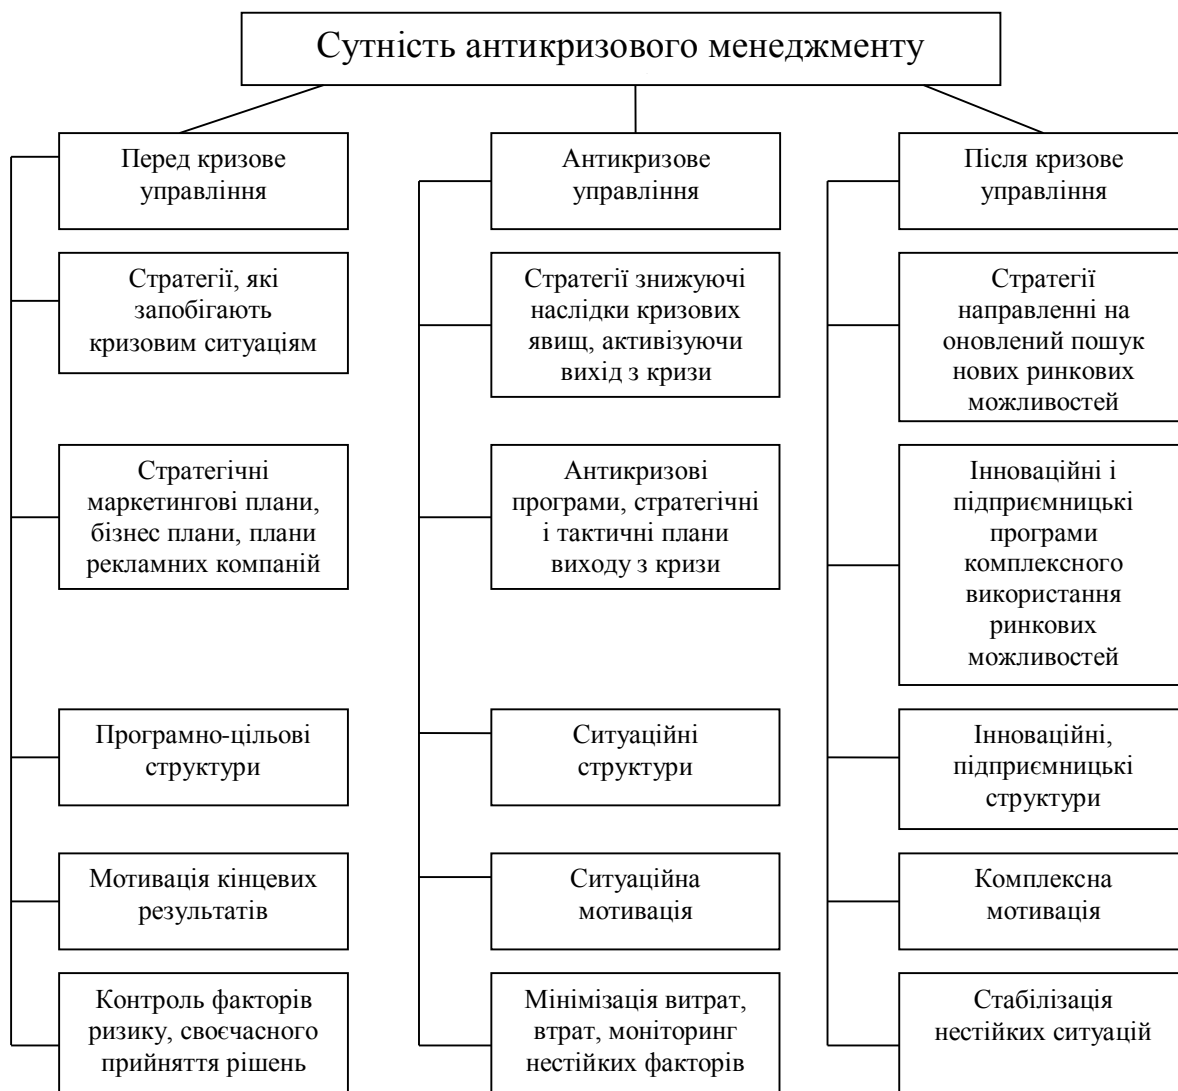 Сутність антикризового менеджменту
Перед кризове
управління
Стратегії, які
запобігають
кризовим ситуаціям
Стратегічні
маркетингові плани,
бізнес плани, плани
рекламних компаній
Програмно-цільові
структури
Мотивація кінцевих
результатів
Контроль факторів
ризику, своєчасного
прийняття рішень
Антикризове
управління
Стратегії знижуючі
наслідки кризових
явищ, активізуючи
вихід з кризи
Антикризові
програми, стратегічні
і тактичні плани
виходу з кризи
Ситуаційні
структури
Ситуаційна
мотивація
Мінімізація витрат,
втрат, моніторинг
нестійких факторів
Після кризове
управління
Стратегії
направленні на
оновлений пошук
нових ринкових
можливостей
Інноваційні і
підприємницькі
програми
комплексного
використання
ринкових
можливостей
Інноваційні,
підприємницькі
структури
Комплексна
мотивація
Стабілізація
нестійких ситуацій